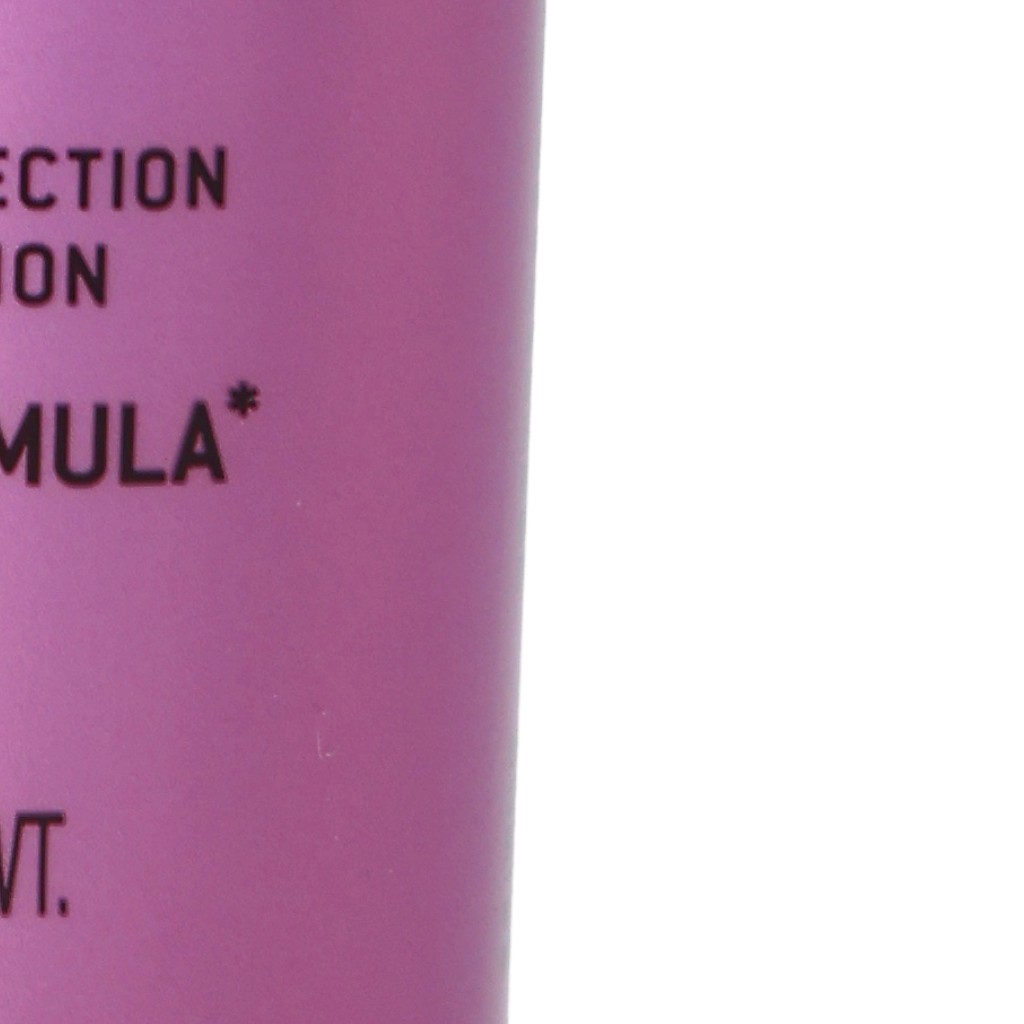 ECTION
ION
MULA*
WT.